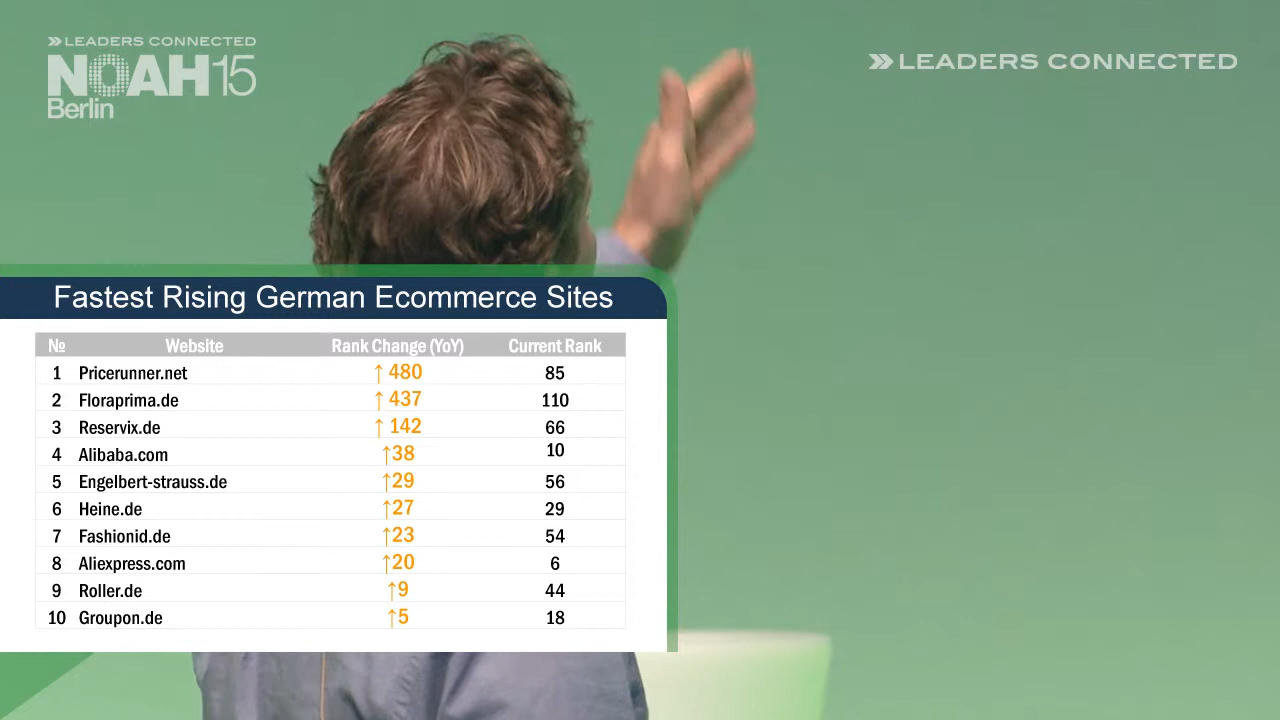 LEADERS CONNECTED
NOAH15
Berlin
LEADERS CONNECTED
Fastest Rising German Ecommerce Sites
№ Website Rank Change (YoY) Current Rank
1 Pricerunner.net ↑ 480 85
2 Floraprima.de ↑ 437 110
3 Reservix.de ↑ 142 66
4 Alibaba.com ↑38 10
5 Engelbert-strauss.de ↑29 56
6 Heine.de ↑27 29
7 Fashionid.de ↑23 54
8 Aliexpress.com ↑20 6
9 Roller.de ↑9 44
10 Groupon.de ↑5 18